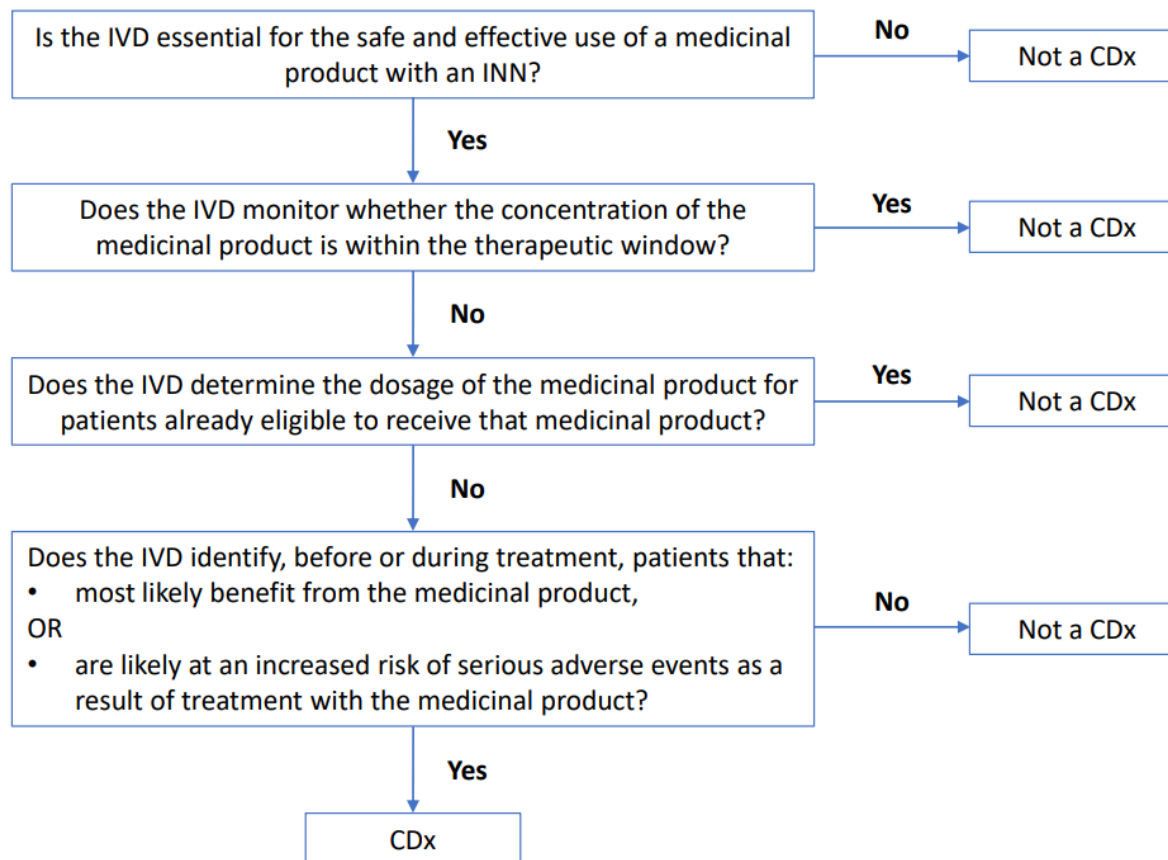 Is the IVD essential for the safe and effective use of a medicinal
product with an INN?
No
Not a CDx
Yes
Does the IVD monitor whether the concentration of the
medicinal product is within the therapeutic window?
Yes
Not a CDx
No
Does the IVD determine the dosage of the medicinal product for
patients already eligible to receive that medicinal product?
Yes
Not a CDx
No
Does the IVD identify, before or during treatment, patients that:
• most likely benefit from the medicinal product,
OR
• are likely at an increased risk of serious adverse events as a
result of treatment with the medicinal product?
No
Not a CDx
Yes
CDx